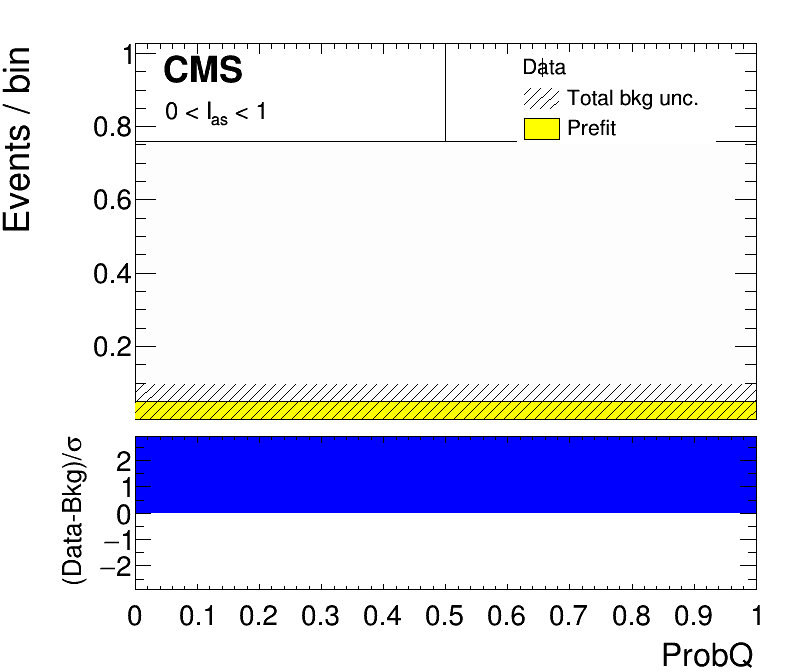 Events / bin
1
0.8
0.6
0.4
0.2
CMS
0 < Ias < 1
Data
Total bkg unc.
Prefit
(Data-Bkg)/σ
2
1
0
−1
−2
0 0.1 0.2 0.3 0.4 0.5 0.6 0.7 0.8 0.9 1
ProbQ